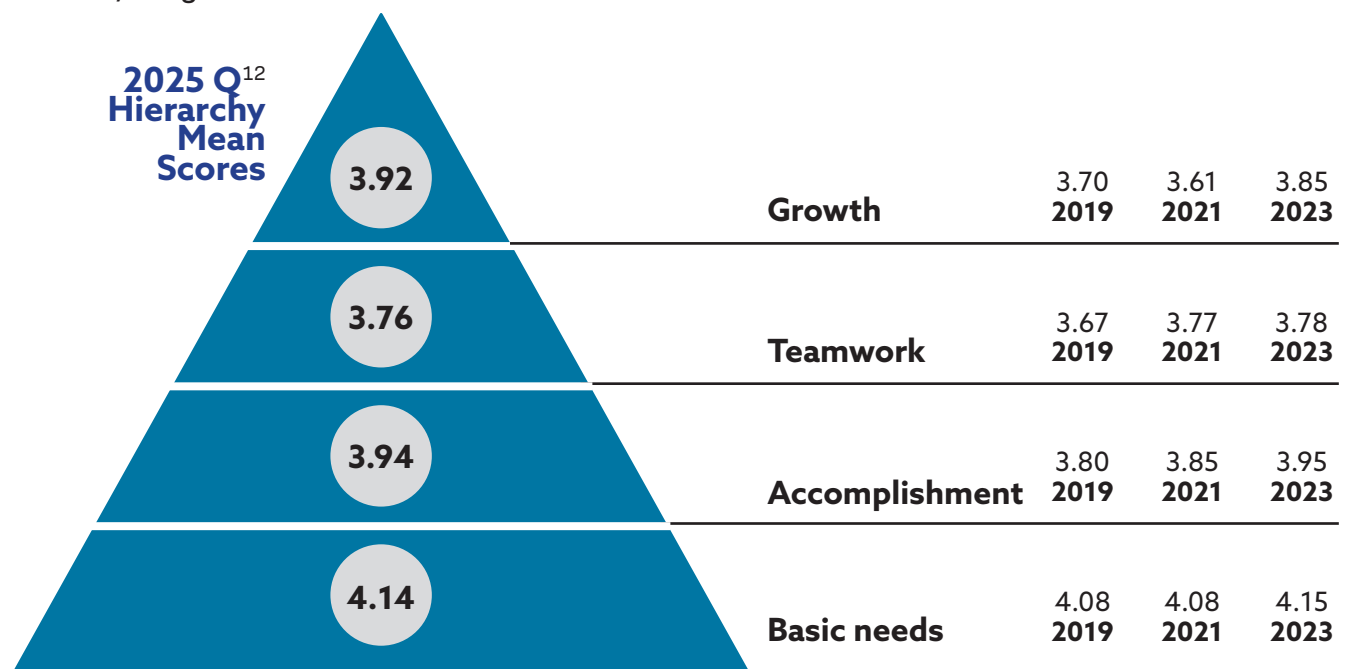 2025 Q12
Hierarchy
Mean
Scores
3.92
3.70 3.61 3.85
Growth 2019 2021 2023
3.76
3.67 3.77 3.78
Teamwork 2019 2021 2023
3.94
3.80 3.85 3.95
Accomplishment 2019 2021 2023
4.14
4.08 4.08 4.15
Basic needs 2019 2021 2023